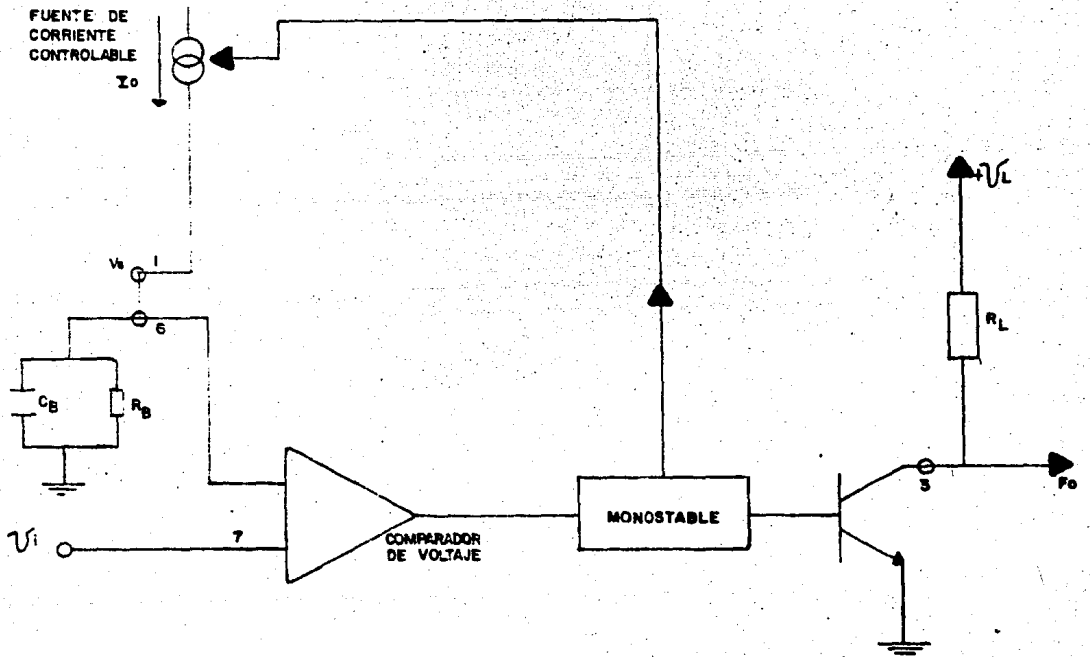 FUENTE DE
CORRIENTE
CONTROLABLE
Io
+VL
Vs 1
6
RL
CB
RB
5
Fo
MONOSTABLE
Vi
7
COMPARADOR
DE VOLTAJE